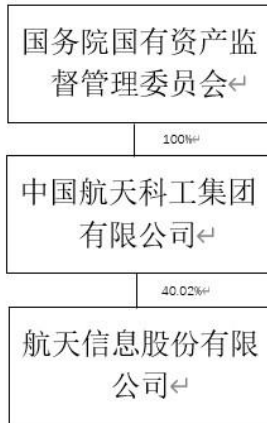 国务院国有资产监
督管理委员会↵
100%↵
中国航天科工集团
有限公司↵
40.02%↵
航天信息股份有限
公司↵